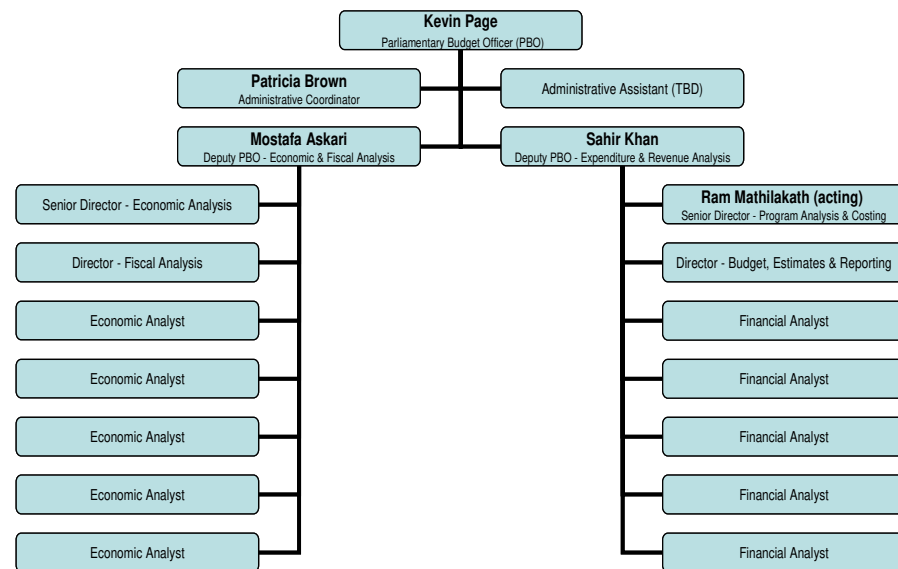 Kevin Page
Parliamentary Budget Officer (PBO)
Patricia Brown
Administrative Coordinator
Administrative Assistant (TBD)
Mostafa Askari
Deputy PBO - Economic & Fiscal Analysis
Sahir Khan
Deputy PBO - Expenditure & Revenue Analysis
Senior Director - Economic Analysis
Ram Mathilakath (acting)
Senior Director - Program Analysis & Costing
Director - Fiscal Analysis
Director - Budget, Estimates & Reporting
Economic Analyst
Financial Analyst
Economic Analyst
Financial Analyst
Economic Analyst
Financial Analyst
Economic Analyst
Financial Analyst
Economic Analyst
Financial Analyst